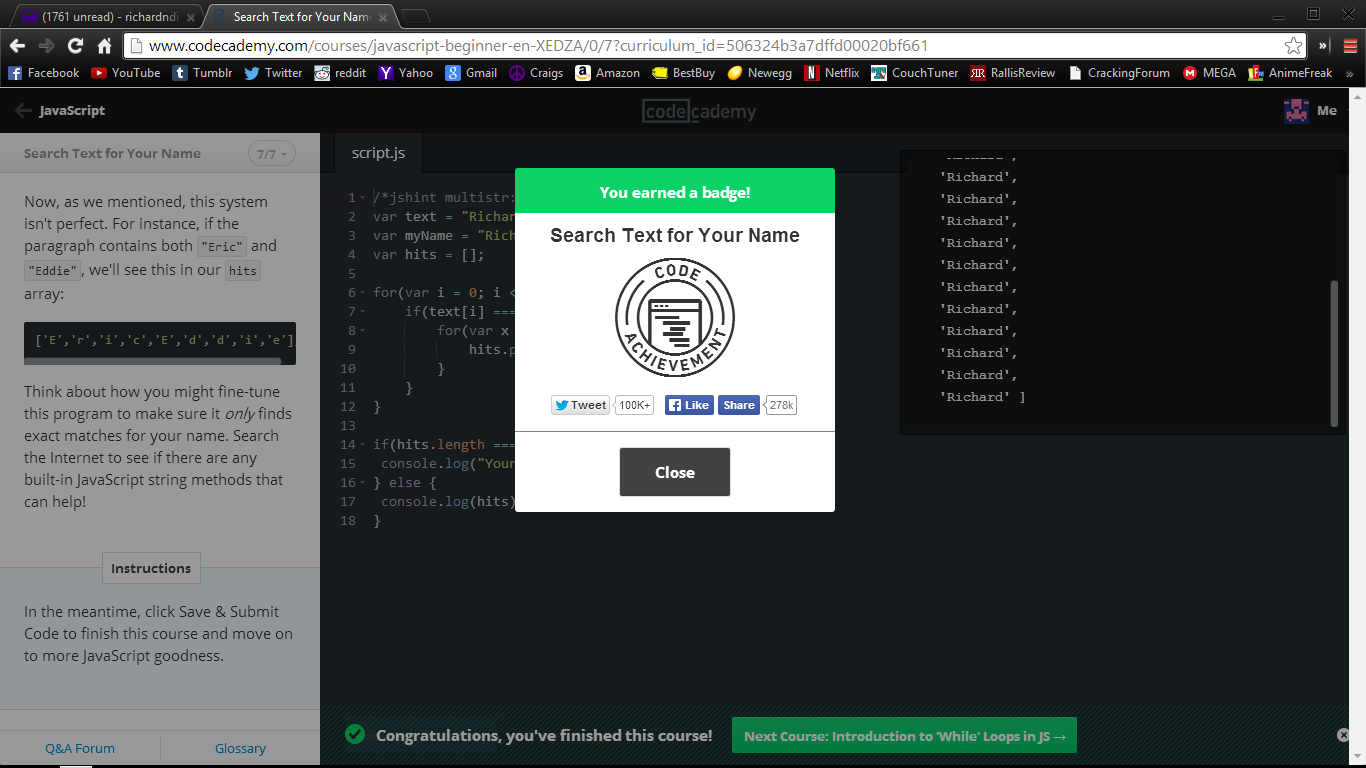 (1761 unread) - richardndi
Search Text for Your Name
www.codecademy.com/courses/javascript-beginner-en-XEDZA/0/7?curriculum_id=506324b3a7dffd00020bf661
Facebook YouTube Tumblr Twitter reddit Yahoo Gmail Craigs Amazon BestBuy Newegg Netflix CouchTuner RallisReview CrackingForum MEGA AnimeFreak »
JavaScript
codecademy
Me
Search Text for Your Name
7/7
Now, as we mentioned, this system
isn't perfect. For instance, if the
paragraph contains both "Eric" and
"Eddie", we'll see this in our hits
array:
['E','r','i','c','E','d','d','i','e']
Think about how you might fine-tune
this program to make sure it only finds
exact matches for your name. Search
the Internet to see if there are any
built-in JavaScript string methods that
can help!
Instructions
In the meantime, click Save & Submit
Code to finish this course and move on
to more JavaScript goodness.
Q&A Forum
Glossary
script.js
1 /*jshint multistr:
2 var text = "Richar
3 var myName = "Rich
4 var hits = [];
5
6 for(var i = 0; i <
7 if(text[i] ===
8 for(var x
9 hits.p
10 }
11 }
12 }
13
14 if(hits.length ===
15 console.log("Your
16 } else {
17 console.log(hits)
18 }
You earned a badge!
Search Text for Your Name
CODE
ACHIEVEMENT
Tweet 100K+ Like Share 278k
Close
'Richard',
'Richard',
'Richard',
'Richard',
'Richard',
'Richard',
'Richard',
'Richard',
'Richard',
'Richard',
'Richard',
'Richard' ]
Congratulations, you've finished this course!
Next Course: Introduction to 'While' Loops in JS →